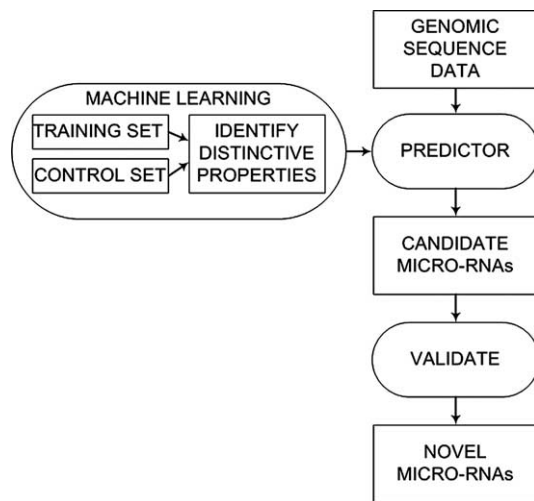 GENOMIC
SEQUENCE
DATA
MACHINE LEARNING
TRAINING SET
CONTROL SET
IDENTIFY
DISTINCTIVE
PROPERTIES
PREDICTOR
CANDIDATE
MICRO-RNAs
VALIDATE
NOVEL
MICRO-RNAs